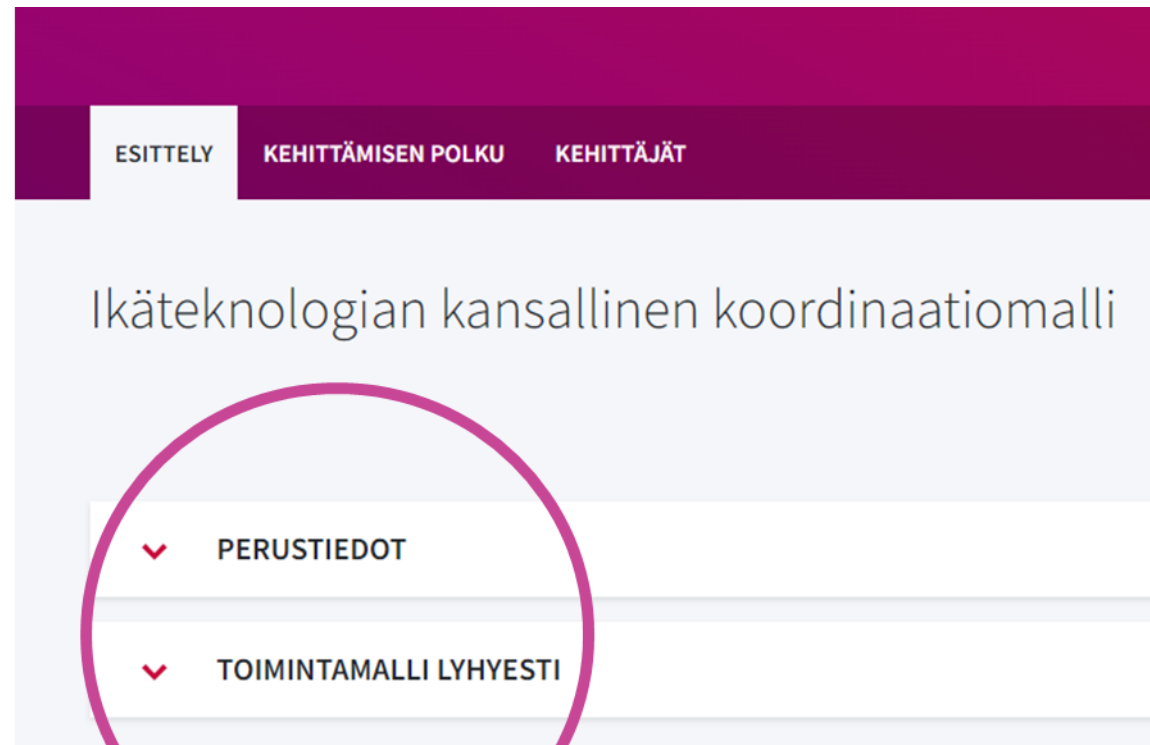 ESITTELY KEHITTÄMISEN POLKU KEHITTÄJÄT
Ikäteknologian kansallinen koordinaatiomalli
PERUSTIEDOT
TOIMINTAMALLI LYHYESTI